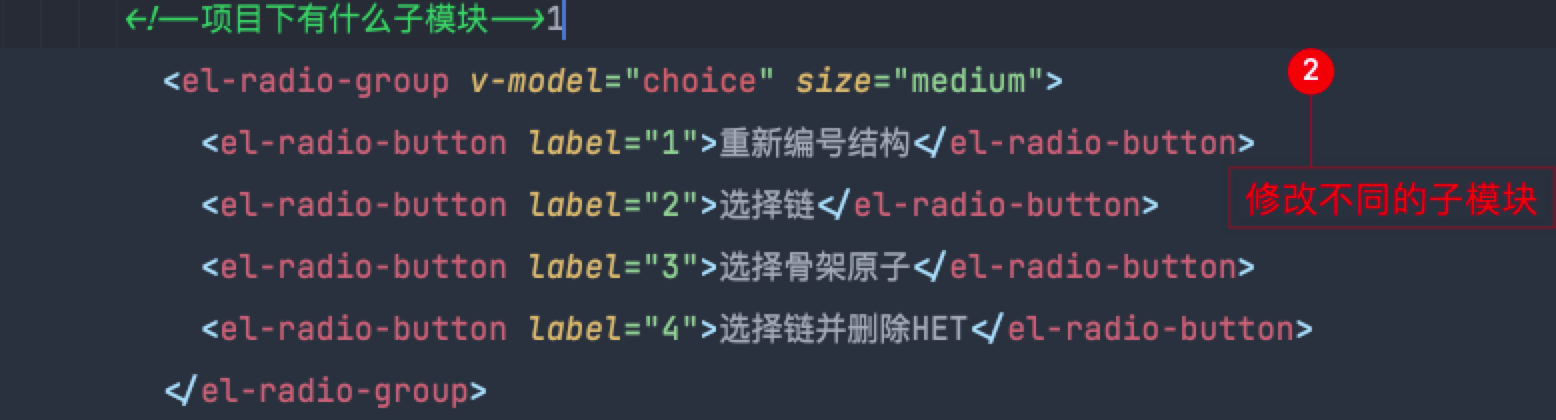 <!--项目下有什么子模块-->1
<el-radio-group v-model="choice" size="medium">
2
<el-radio-button label="1">重新编号结构</el-radio-button>
<el-radio-button label="2">选择链</el-radio-button>
修改不同的子模块
<el-radio-button label="3">选择骨架原子</el-radio-button>
<el-radio-button label="4">选择链并删除HET</el-radio-button>
</el-radio-group>